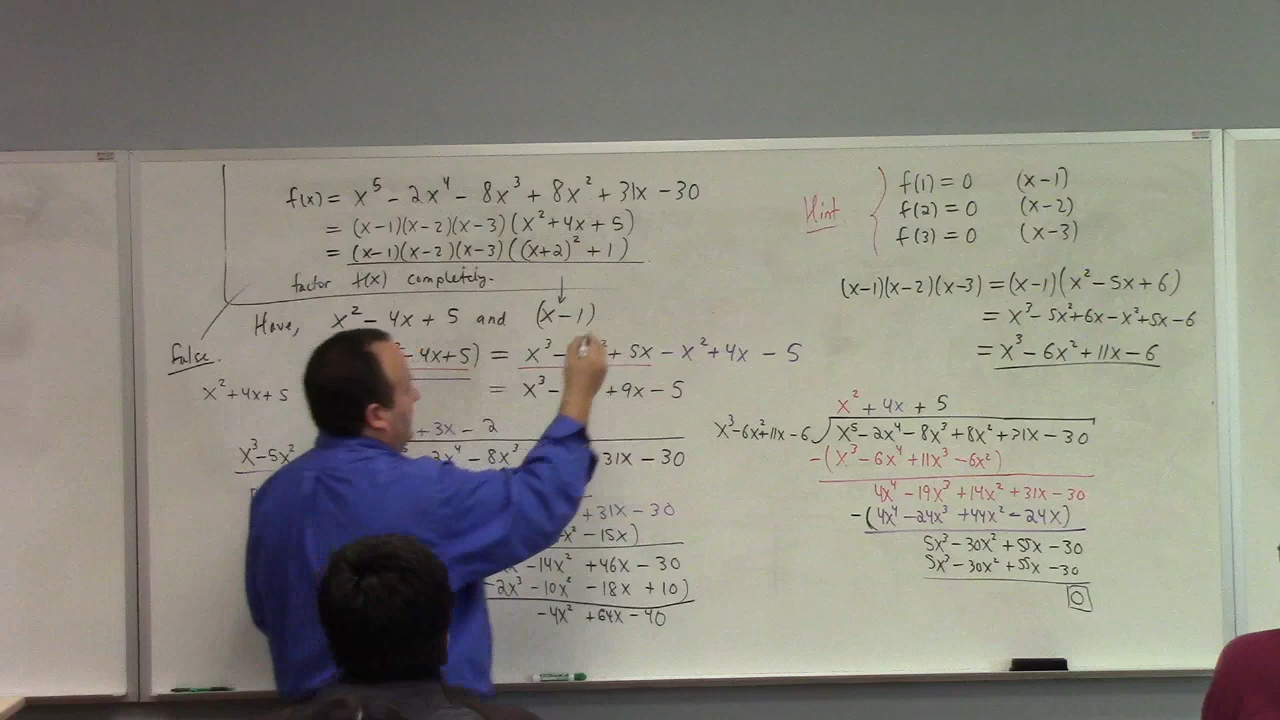 f(x) = x⁵ - 2x⁴ - 8x³ + 8x² + 31x - 30
= (x-1)(x-2)(x-3)(x² + 4x + 5)
= (x-1)(x-2)(x-3)((x+2)² + 1)
factor f(x) completely.
Have, x² - 4x + 5 and (x-1)
False.
- 4x+5) = x³ - + 5x - x² + 4x - 5
x² + 4x + 5
= x³ - + 9x - 5
+ 3x - 2
x³ - 5x² - 2x⁴ - 8x³ 31x - 30
+ 31x - 30
- 15x)
- 14x² + 46x - 30
- 2x³ - 10x² - 18x + 10)
- 4x² + 64x - 40
Hint
f(1) = 0 (x-1)
f(2) = 0 (x-2)
f(3) = 0 (x-3)
(x-1)(x-2)(x-3) = (x-1)(x² - 5x + 6)
= x³ - 5x² + 6x - x² + 5x - 6
= x³ - 6x² + 11x - 6
x² + 4x + 5
x³ - 6x² + 11x - 6 x⁵ - 2x⁴ - 8x³ + 8x² + 31x - 30
-(x⁵ - 6x⁴ + 11x³ - 6x²)
4x⁴ - 19x³ + 14x² + 31x - 30
-(4x⁴ - 24x³ + 44x² - 24x)
5x³ - 30x² + 55x - 30
5x³ - 30x² + 55x - 30
0